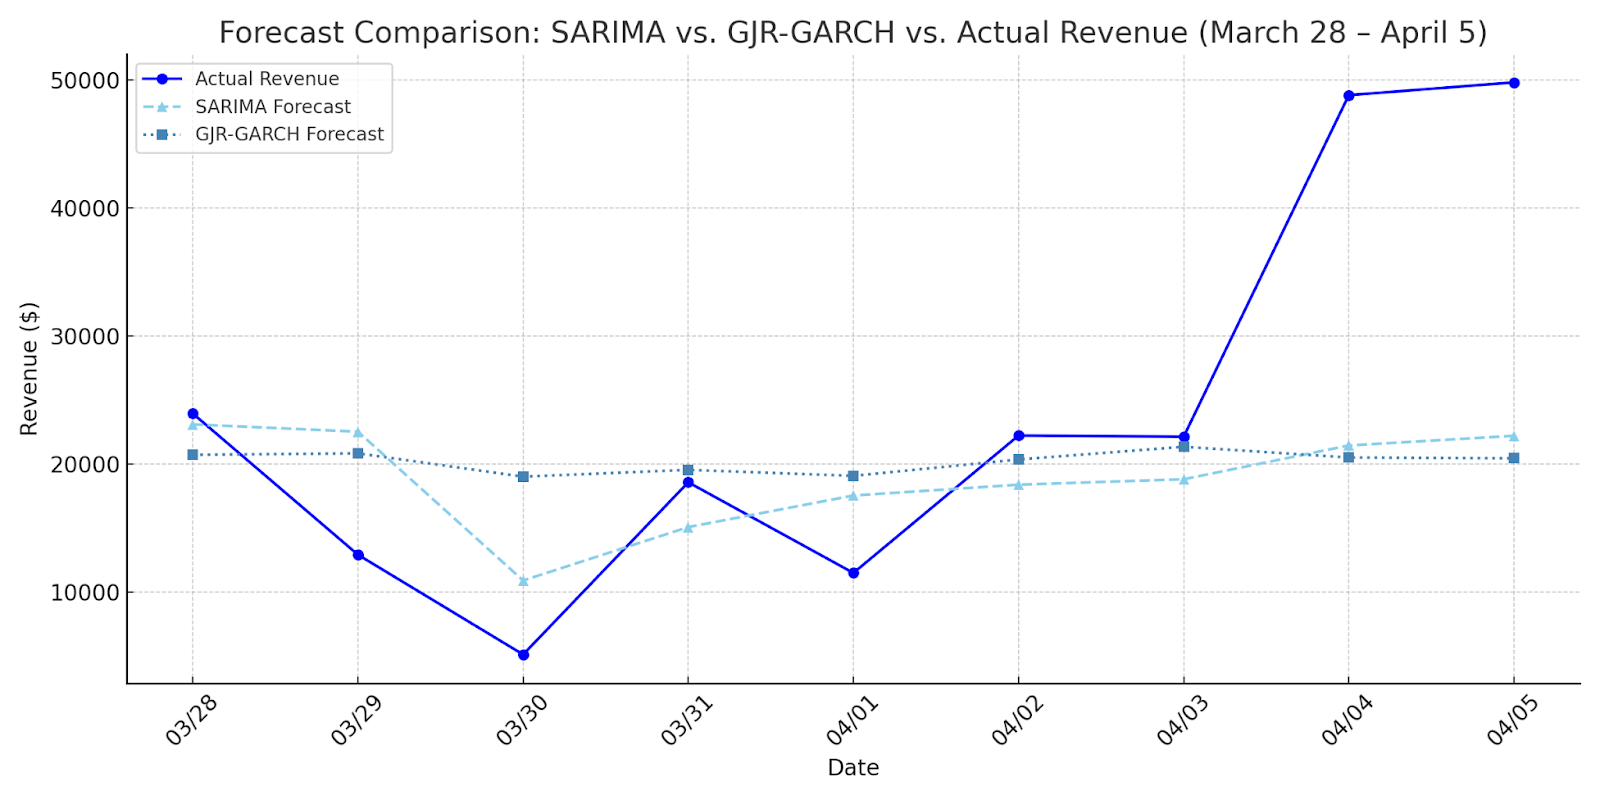 Forecast Comparison: SARIMA vs. GJR-GARCH vs. Actual Revenue (March 28 – April 5)
Actual Revenue
SARIMA Forecast
GJR-GARCH Forecast
Revenue ($)
50000
40000
30000
20000
10000
03/28
03/29
03/30
03/31
04/01
04/02
04/03
04/04
04/05
Date